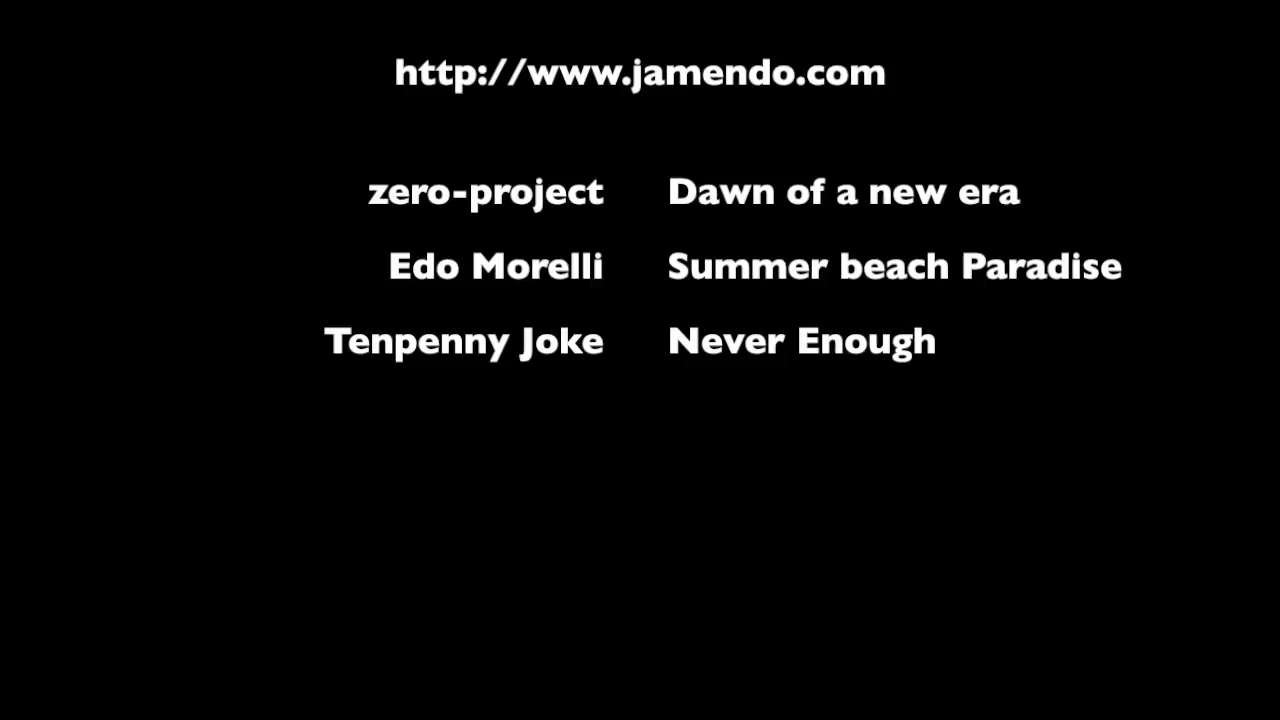 http://www.jamendo.com
zero-project Dawn of a new era
Edo Morelli Summer beach Paradise
Tenpenny Joke Never Enough